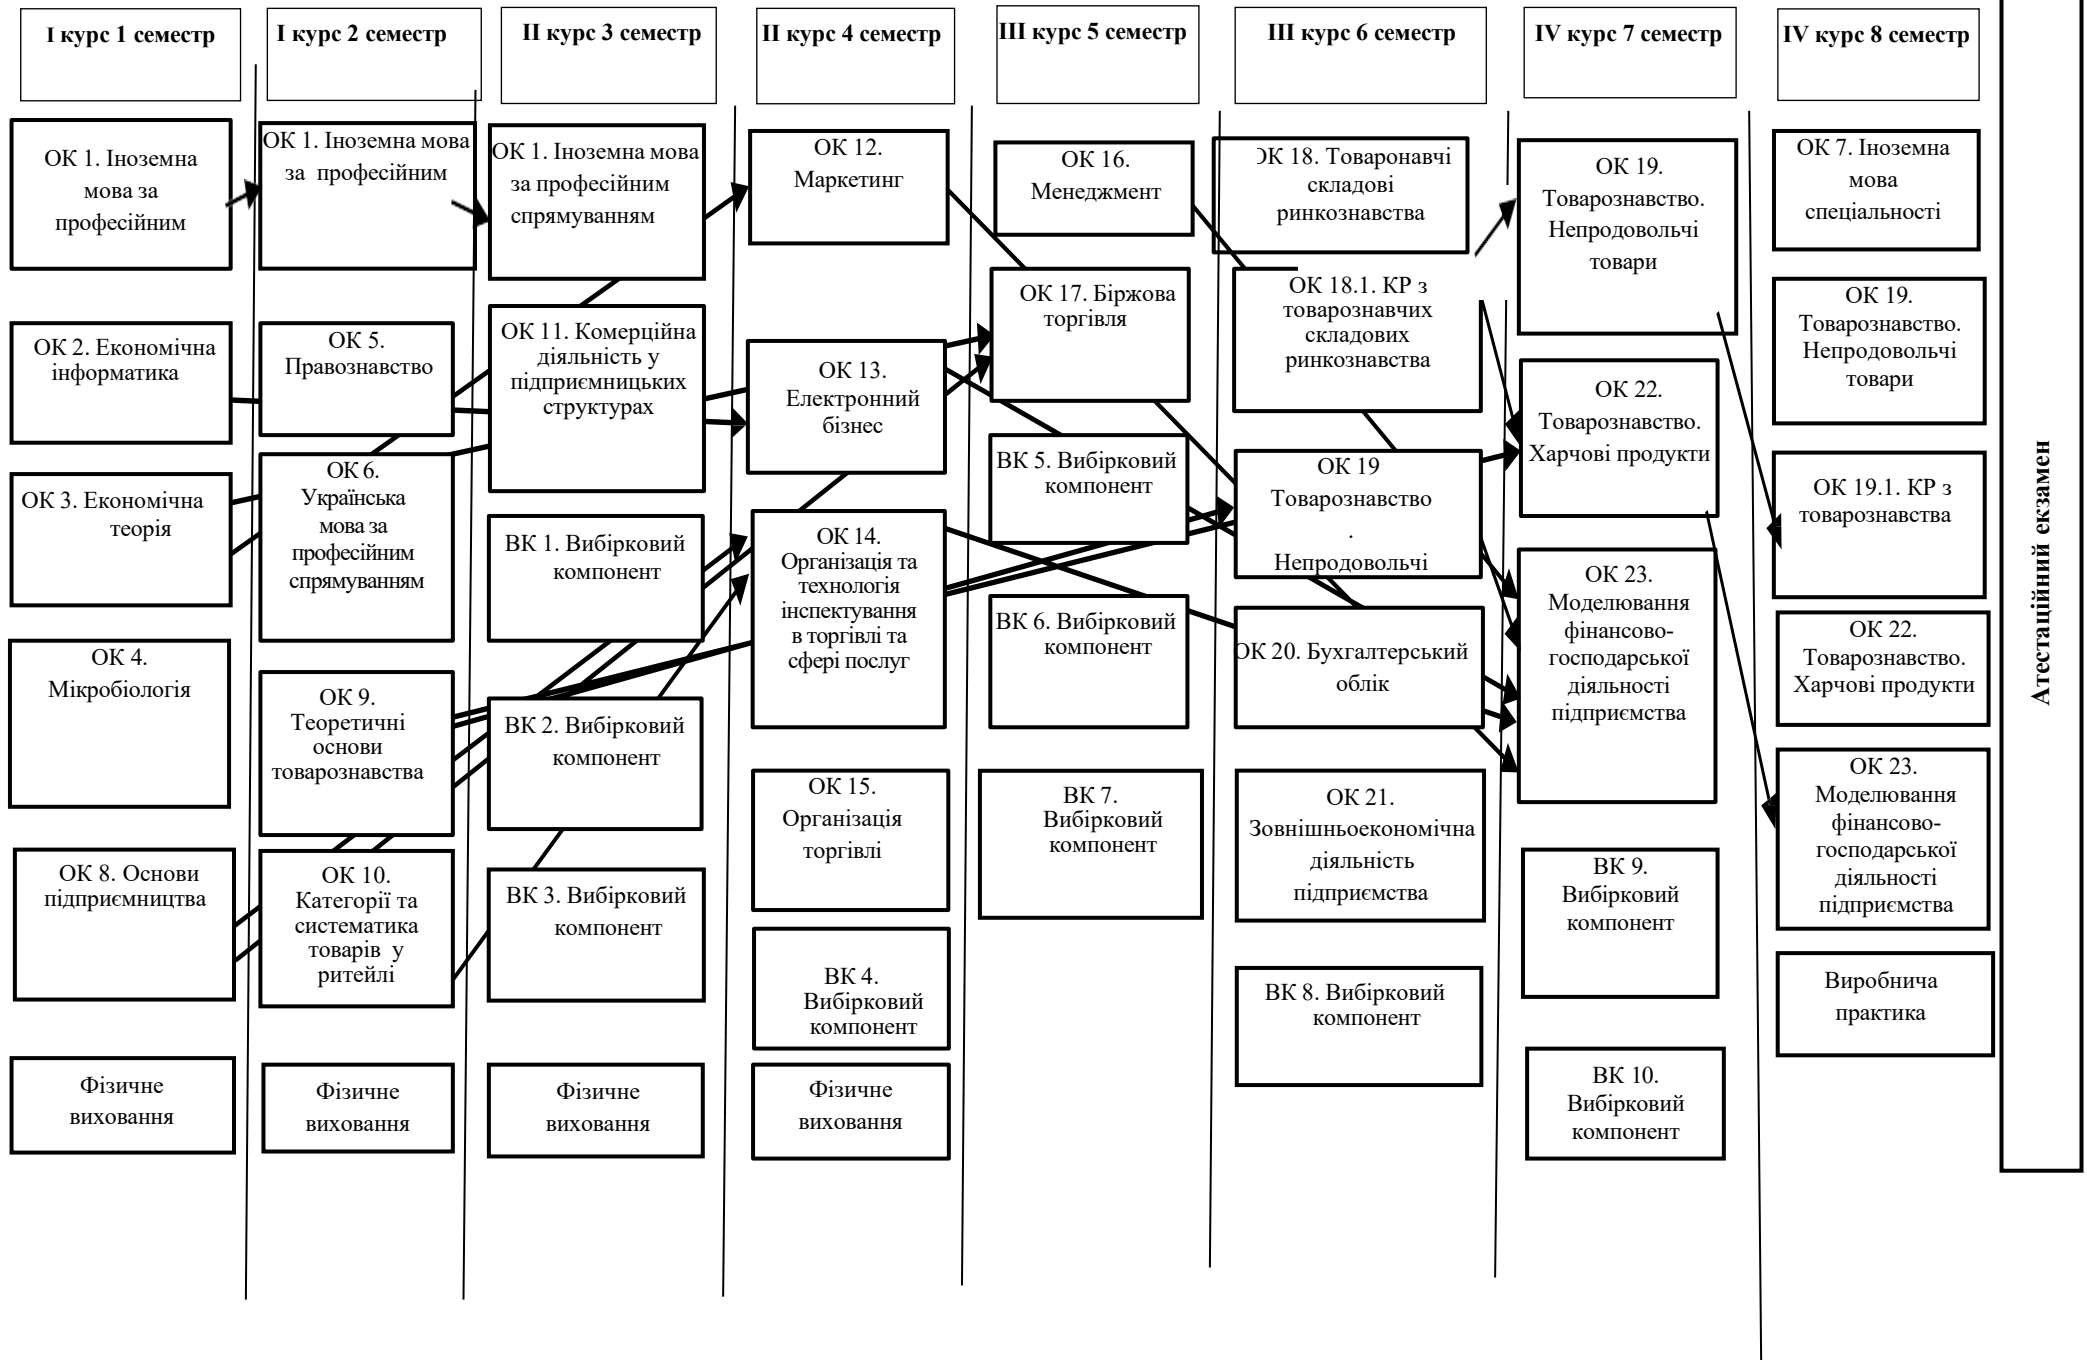 І курс 1 семестр
І курс 2 семестр
ІІ курс 3 семестр
ІІ курс 4 семестр
ІІІ курс 5 семестр
ІІІ курс 6 семестр
ІV курс 7 семестр
ІV курс 8 семестр
ОК 1. Іноземна
мова за
професійним
ОК 2. Економічна
інформатика
ОК 3. Економічна
теорія
ОК 4.
Мікробіологія
ОК 8. Основи
підприємництва
Фізичне
виховання
ОК 1. Іноземна мова
за професійним
ОК 5.
Правознавство
ОК 6.
Українська
мова за
професійним
спрямуванням
ОК 9.
Теоретичні
основи
товарознавства
ОК 10.
Категорії та
систематика
товарів у
ритейлі
Фізичне
виховання
ОК 1. Іноземна мова
за професійним
спрямуванням
ОК 11. Комерційна
діяльність у
підприємницьких
структурах
ВК 1. Вибірковий
компонент
ВК 2. Вибірковий
компонент
ВК 3. Вибірковий
компонент
Фізичне
виховання
ОК 12.
Маркетинг
ОК 13.
Електронний
бізнес
ОК 14.
Організація та
технологія
інспектування
в торгівлі та
сфері послуг
ОК 15.
Організація
торгівлі
ВК 4.
Вибірковий
компонент
Фізичне
виховання
ОК 16.
Менеджмент
ОК 17. Біржова
торгівля
ВК 5. Вибірковий
компонент
ВК 6. Вибірковий
компонент
ВК 7.
Вибірковий
компонент
ОК 18. Товаронавчі
складові
ринкознавства
ОК 18.1. КР з
товарознавчих
складових
ринкознавства
ОК 19
Товарознавство
.
Непродовольчі
ОК 20. Бухгалтерський
облік
ОК 21.
Зовнішньоекономічна
діяльність
підприємства
ВК 8. Вибірковий
компонент
ОК 19.
Товарознавство.
Непродовольчі
товари
ОК 22.
Товарознавство.
Харчові продукти
ОК 23.
Моделювання
фінансово-
господарської
діяльності
підприємства
ВК 9.
Вибірковий
компонент
ВК 10.
Вибірковий
компонент
ОК 7. Іноземна
мова
спеціальності
ОК 19.
Товарознавство.
Непродовольчі
товари
ОК 19.1. КР з
товарознавства
ОК 22.
Товарознавство.
Харчові продукти
ОК 23.
Моделювання
фінансово-
господарської
діяльності
підприємства
Виробнича
практика
Атестаційний екзамен